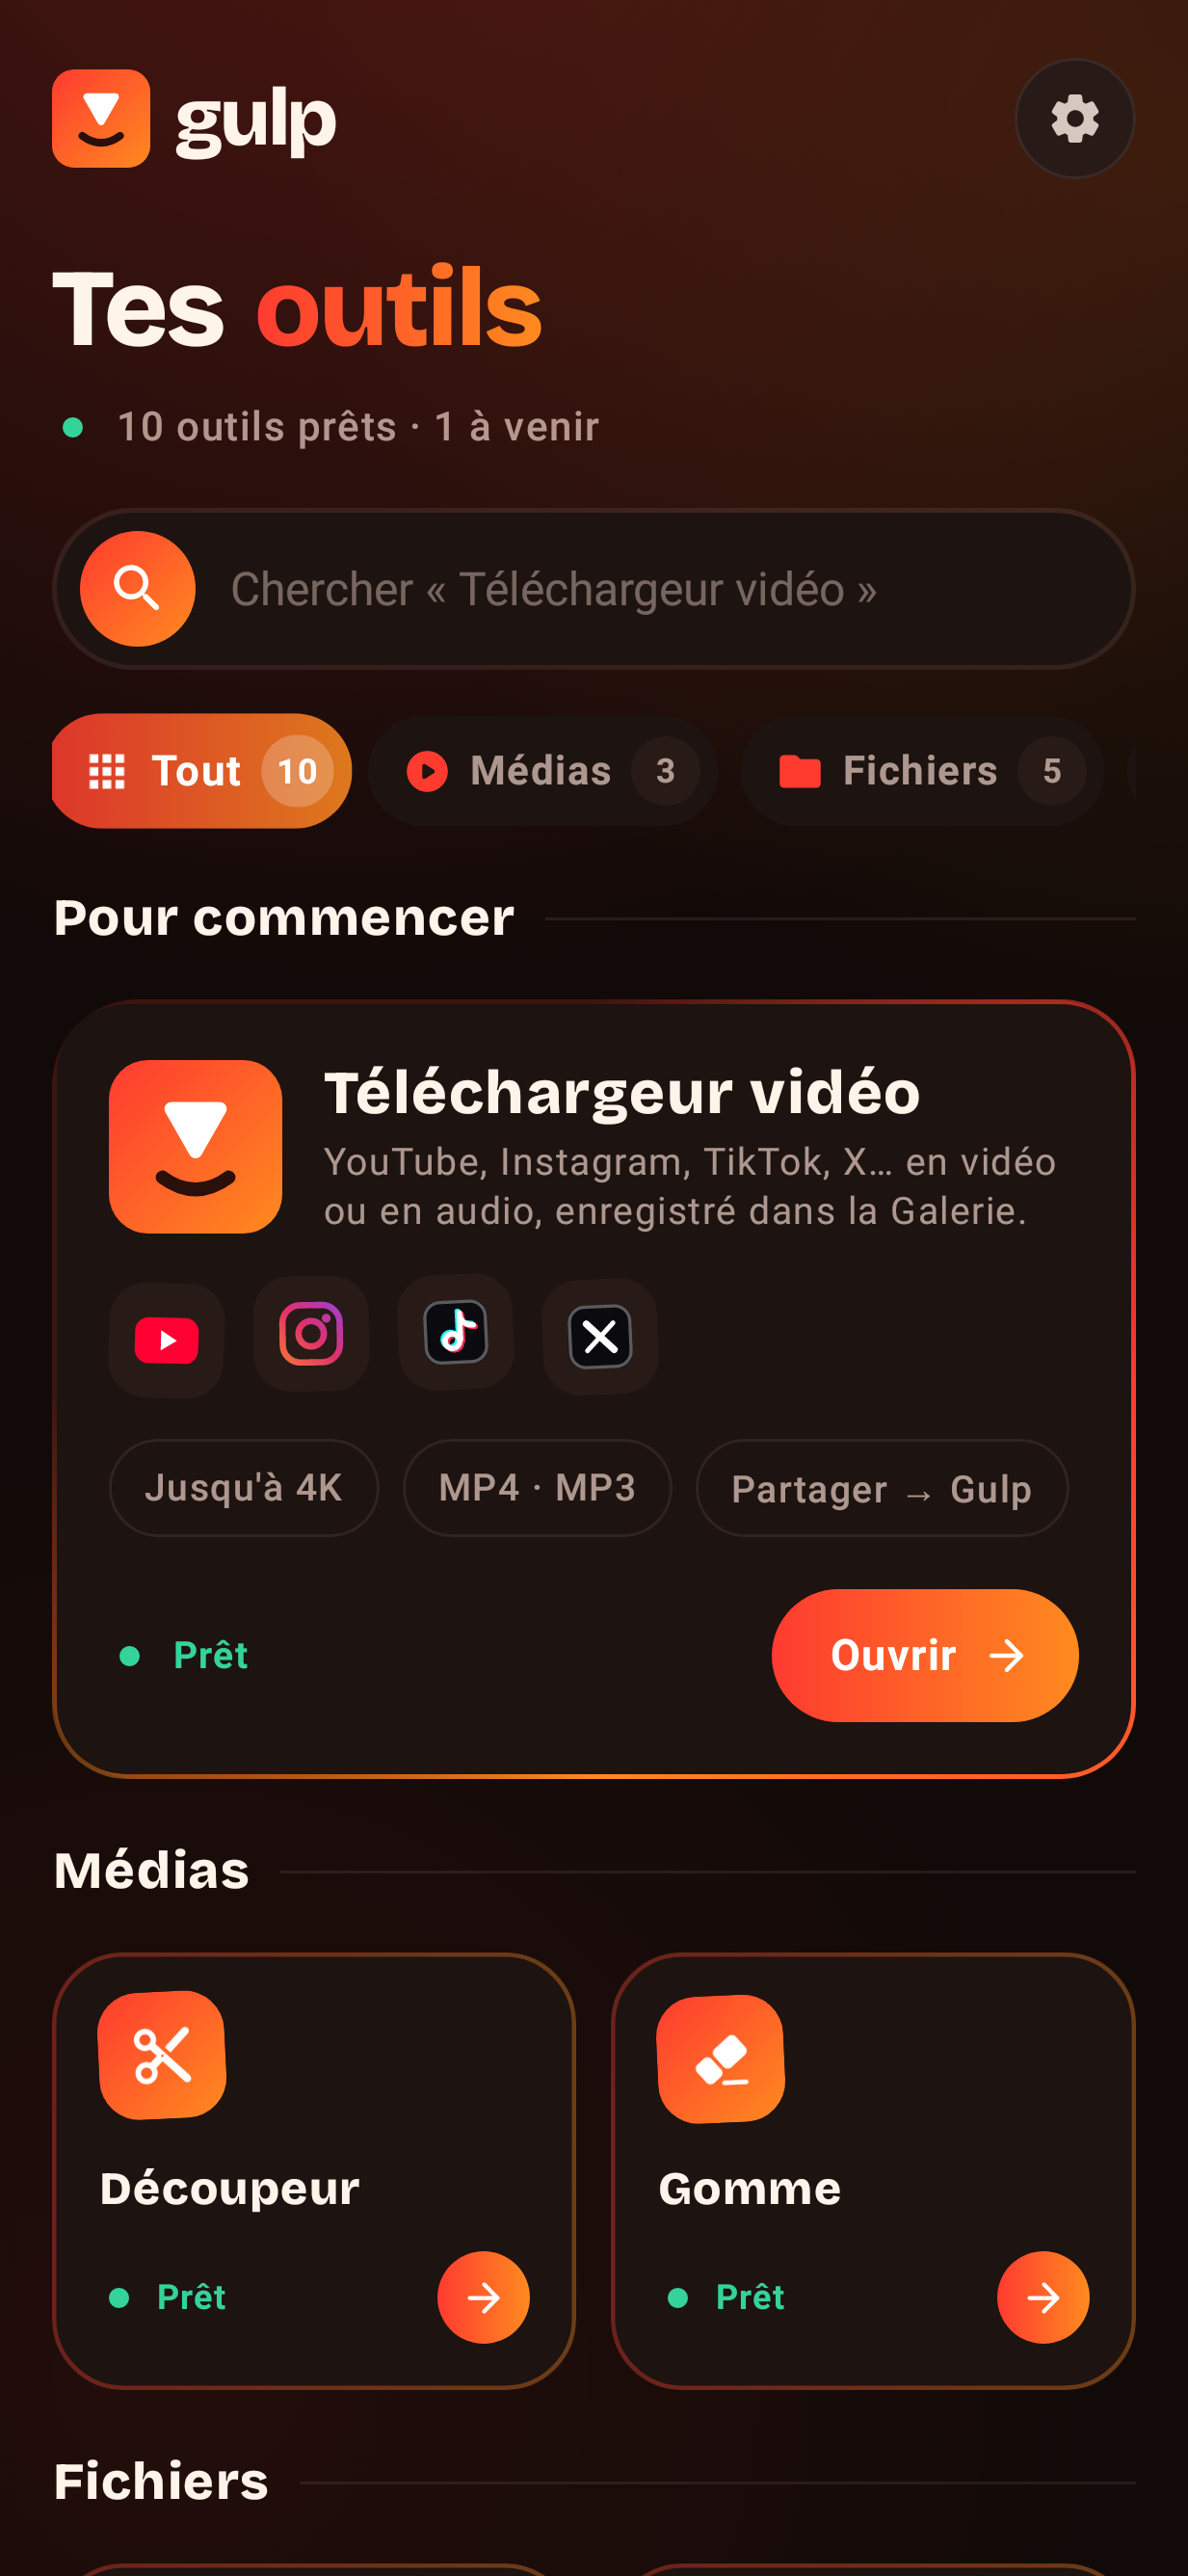 gulp
Tes outils
10 outils prêts · 1 à venir
Chercher « Téléchargeur vidéo »
Tout 10 Médias 3 Fichiers 5
Pour commencer
Téléchargeur vidéo
YouTube, Instagram, TikTok, X… en vidéo
ou en audio, enregistré dans la Galerie.
Jusqu'à 4K MP4 · MP3 Partager → Gulp
Prêt Ouvrir →
Médias
Découpeur Gomme
Prêt Prêt
Fichiers